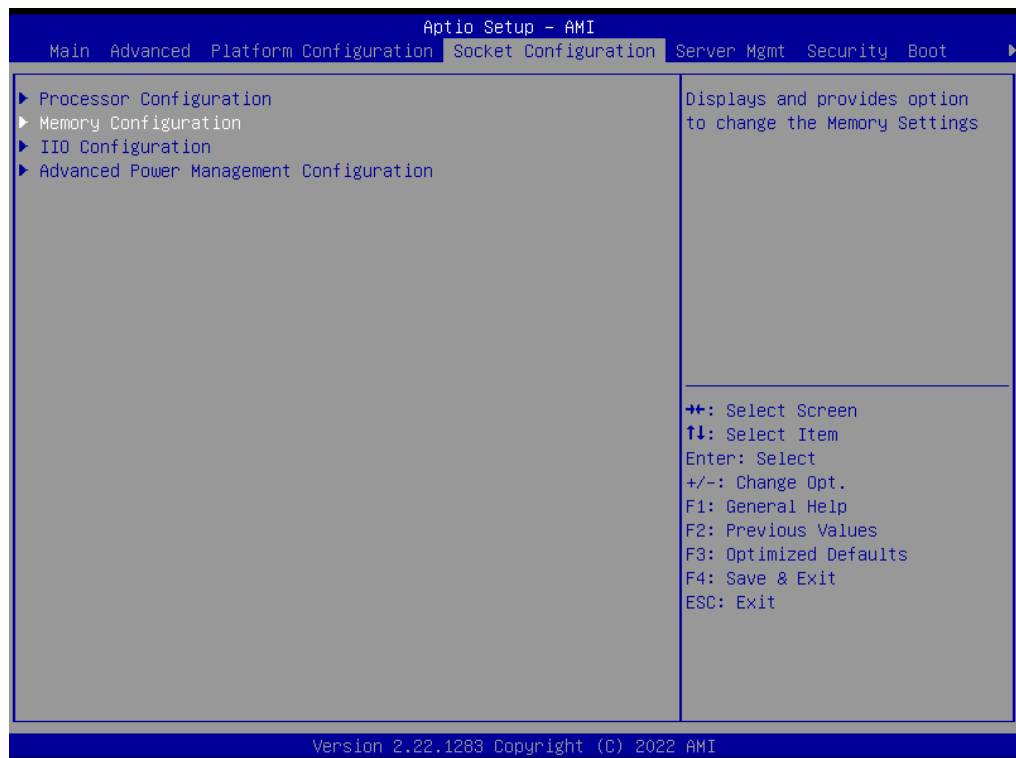 Aptio Setup – AMI
Main Advanced Platform Configuration Socket Configuration Server Mgmt Security Boot ▶
▶ Processor Configuration
▶ Memory Configuration
▶ IIO Configuration
▶ Advanced Power Management Configuration
Displays and provides option
to change the Memory Settings
→←: Select Screen
↑↓: Select Item
Enter: Select
+/-: Change Opt.
F1: General Help
F2: Previous Values
F3: Optimized Defaults
F4: Save & Exit
ESC: Exit
Version 2.22.1283 Copyright (C) 2022 AMI